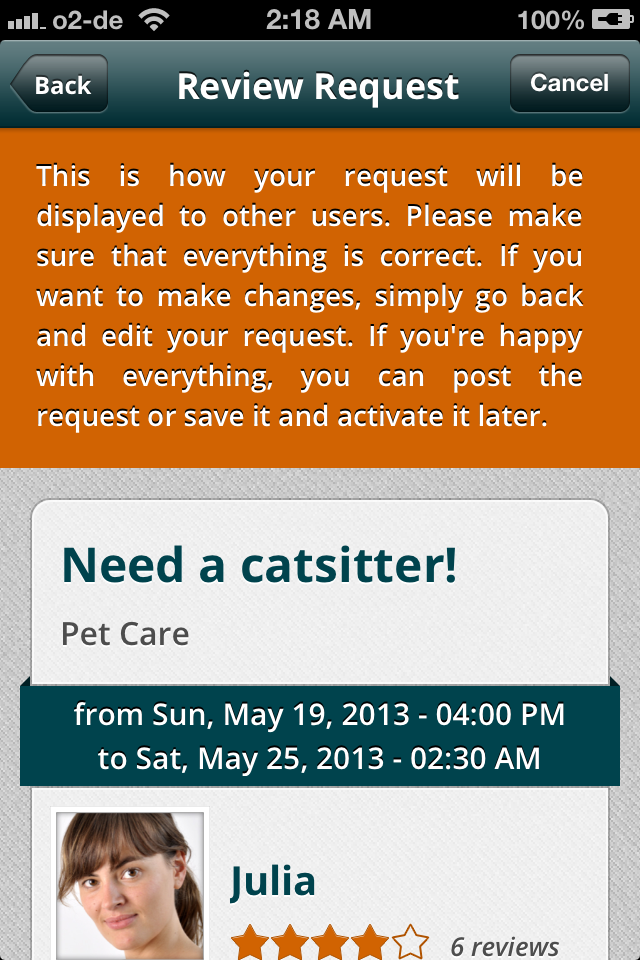 o2-de 2:18 AM 100%
Back Review Request Cancel
This is how your request will be
displayed to other users. Please make
sure that everything is correct. If you
want to make changes, simply go back
and edit your request. If you're happy
with everything, you can post the
request or save it and activate it later.
Need a catsitter!
Pet Care
from Sun, May 19, 2013 - 04:00 PM
to Sat, May 25, 2013 - 02:30 AM
Julia
6 reviews